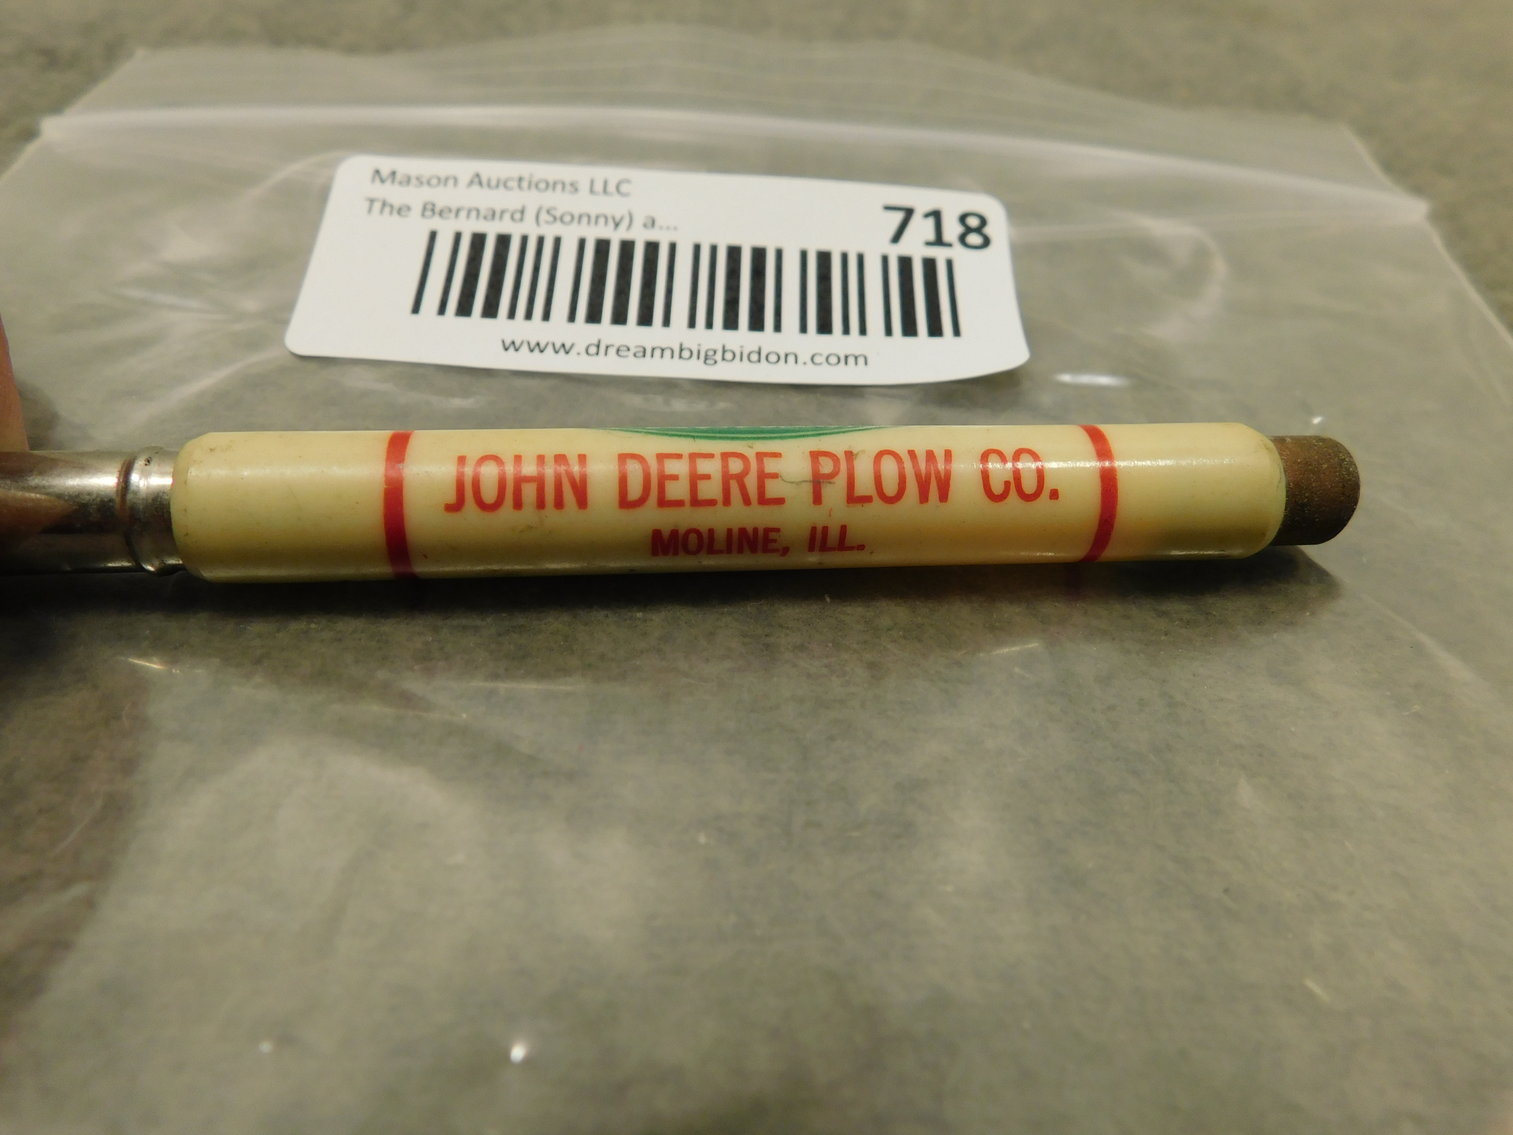 Mason Auctions LLC
The Bernard (Sonny) a...
718
www.dreambigbidon.com
JOHN DEERE PLOW CO.
MOLINE, ILL.